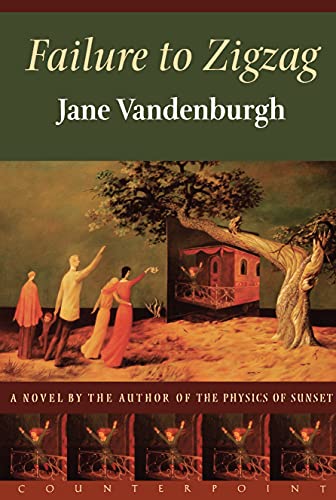 Failure to Zigzag
Jane Vandenburgh
A NOVEL BY THE AUTHOR OF THE PHYSICS OF SUNSET
COUNTERPOINT